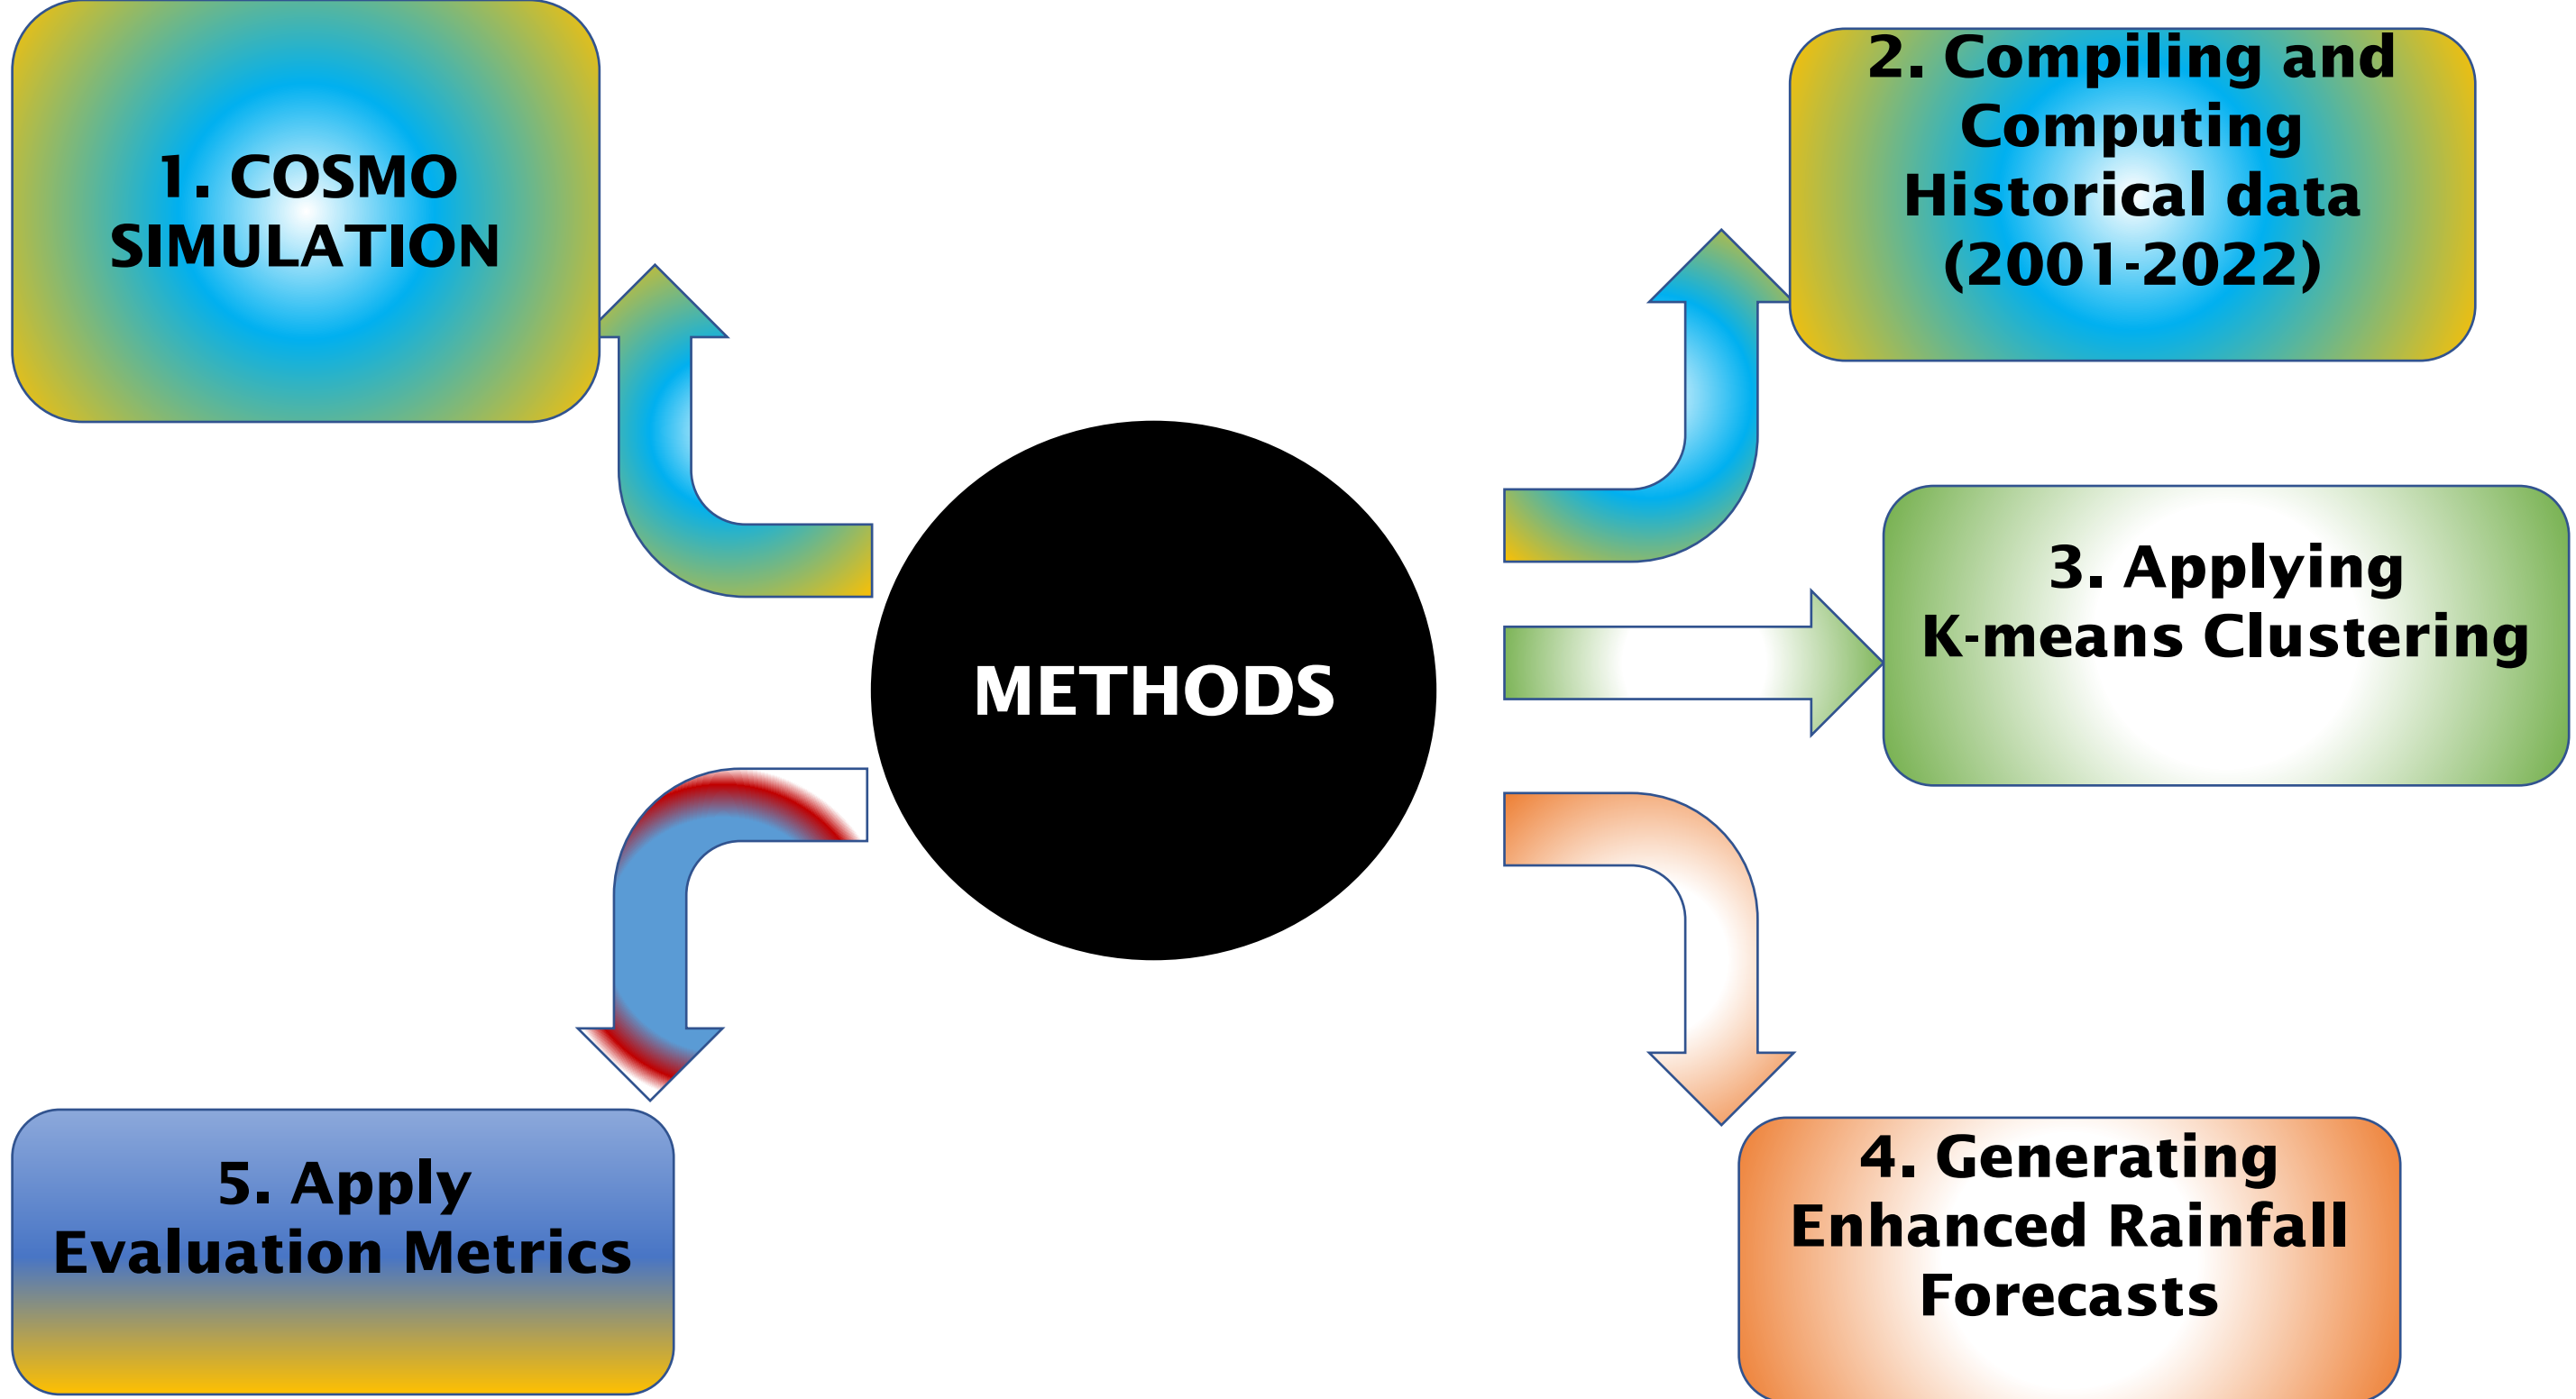 1. COSMO
SIMULATION
2. Compiling and
Computing
Historical data
(2001-2022)
METHODS
3. Applying
K-means Clustering
5. Apply
Evaluation Metrics
4. Generating
Enhanced Rainfall
Forecasts